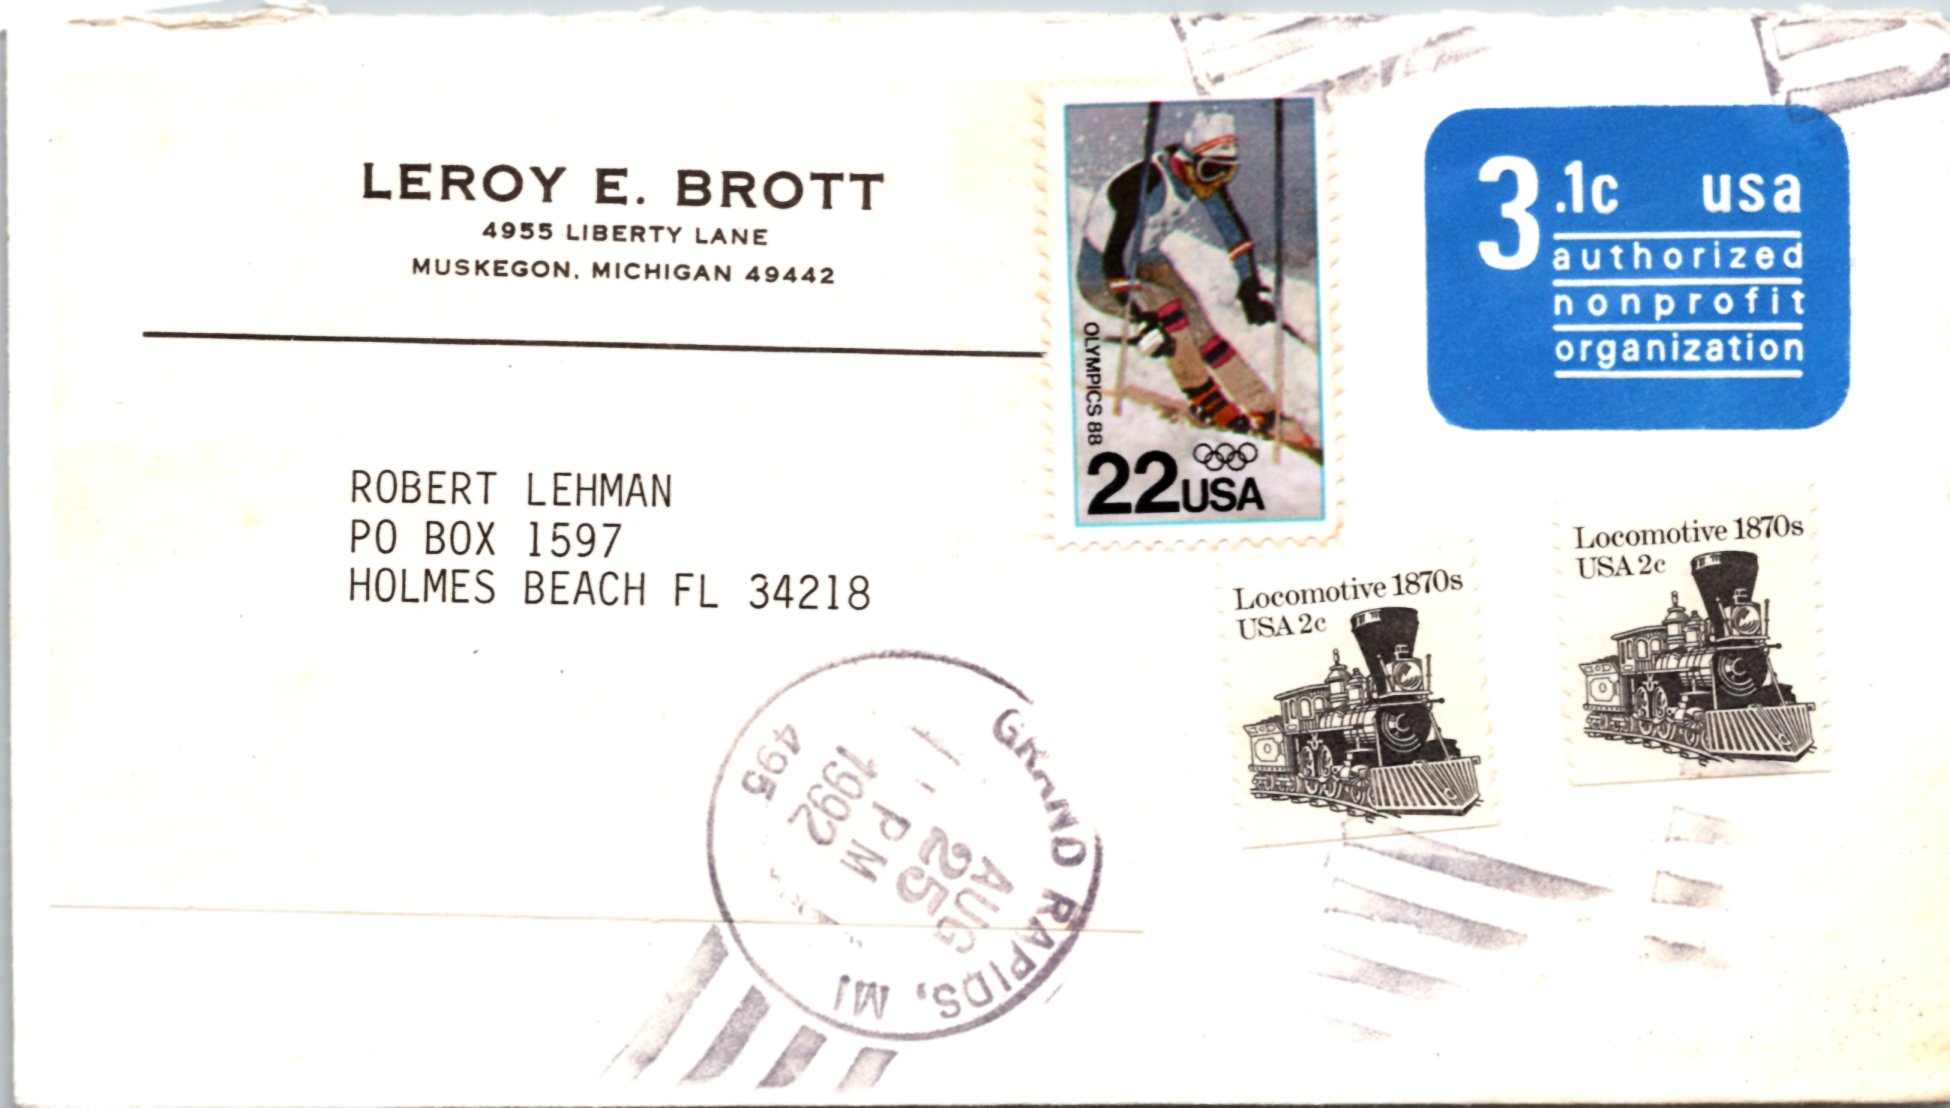 LEROY E. BROTT
4955 LIBERTY LANE
MUSKEGON, MICHIGAN 49442
ROBERT LEHMAN
PO BOX 1597
HOLMES BEACH FL 34218
OLYMPICS 88
22 USA
3.1c usa
authorized
nonprofit
organization
Locomotive 1870s
USA 2c
Locomotive 1870s
USA 2c
GRAND RAPIDS, MI
495
AUG
25
PM
1992